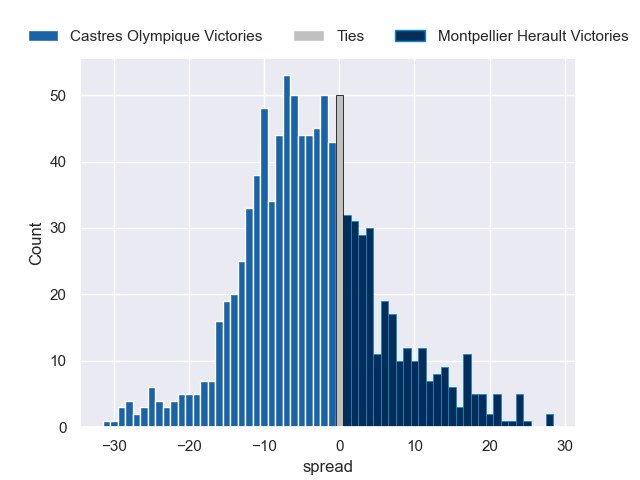 Castres Olympique Victories Ties Montpellier Herault Victories
50
40
30
20
10
0
Count
−30 −20 −10 0 10 20 30
spread